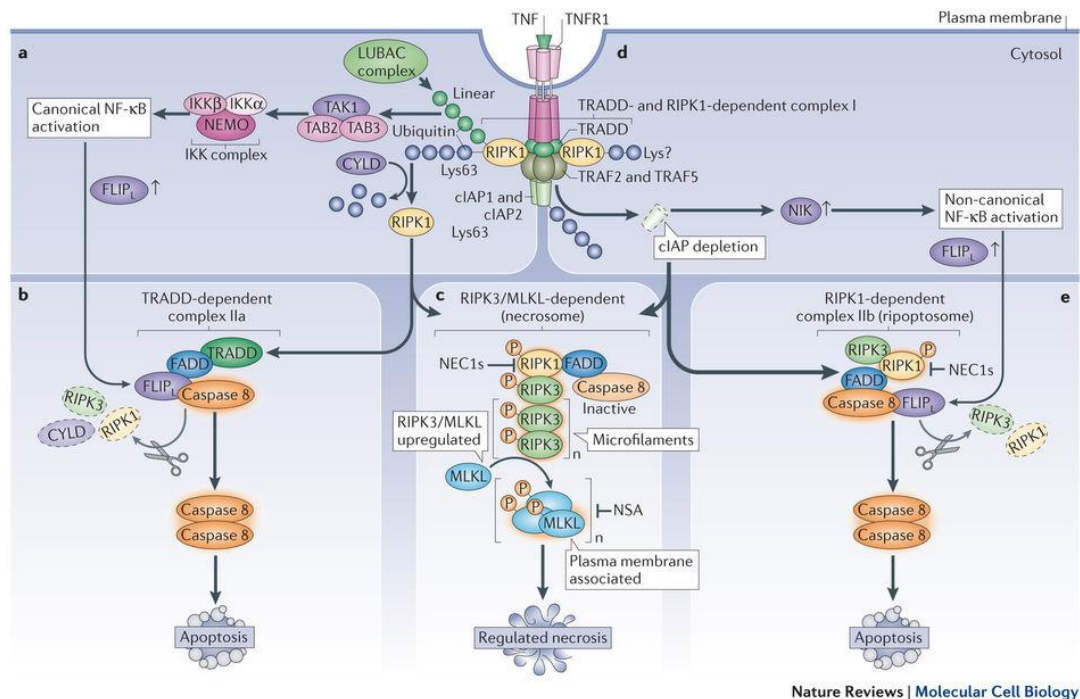 TNF
TNFR1
Plasma membrane
a
d
Cytosol
LUBAC
complex
Linear
Canonical NF-κB
activation
IKKβ
IKKα
NEMO
IKK complex
TAK1
TAB2
TAB3
Ubiquitin
TRADD- and RIPK1-dependent complex I
TRADD
RIPK1
RIPK1
Lys?
TRAF2 and TRAF5
CYLD
Lys63
cIAP1 and
cIAP2
FLIPL ↑
RIPK1
Lys63
cIAP depletion
NIK ↑
Non-canonical
NF-κB activation
FLIPL ↑
b
TRADD-dependent
complex IIa
TRADD
FADD
FLIPL
Caspase 8
RIPK3
CYLD
RIPK1
Caspase 8
Caspase 8
Apoptosis
c
RIPK3/MLKL-dependent
(necrosome)
P
NEC1s
RIPK1
FADD
P
RIPK3
Caspase 8
Inactive
P
RIPK3
P
RIPK3
n
Microfilaments
RIPK3/MLKL
upregulated
MLKL
P
P
P
MLKL
n
NSA
Plasma membrane
associated
Regulated necrosis
e
RIPK1-dependent
complex IIb (ripoptosome)
RIPK3
P
RIPK1
NEC1s
FADD
Caspase 8
FLIPL
RIPK3
RIPK1
Caspase 8
Caspase 8
Apoptosis
Nature Reviews | Molecular Cell Biology